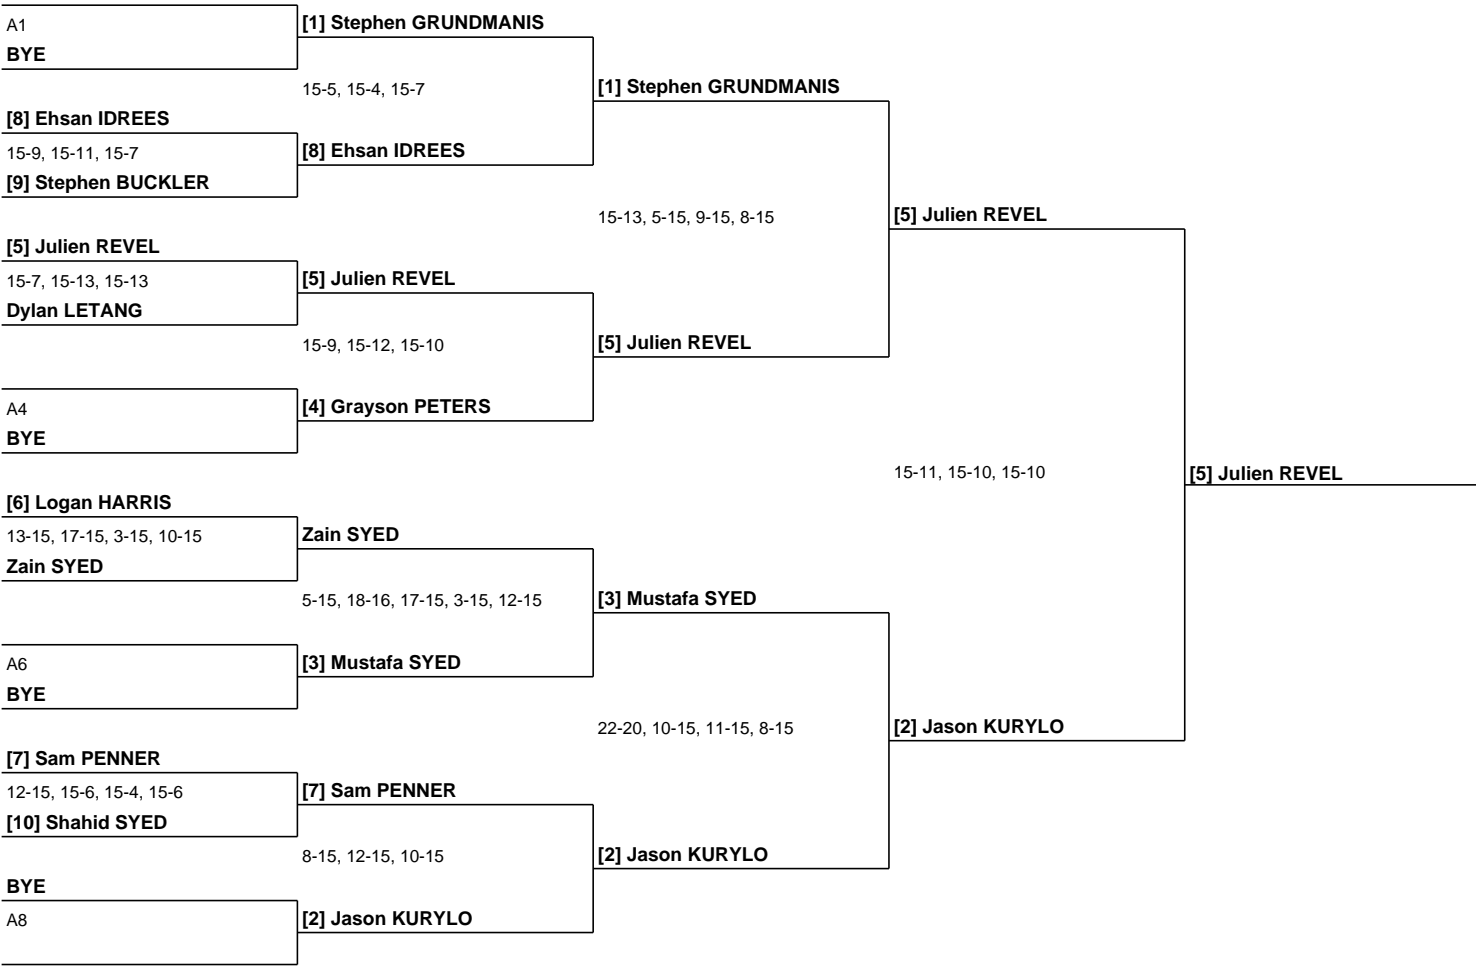 A1
BYE
[1] Stephen GRUNDMANIS
15-5, 15-4, 15-7
[1] Stephen GRUNDMANIS
[8] Ehsan IDREES
15-9, 15-11, 15-7
[9] Stephen BUCKLER
[8] Ehsan IDREES
15-13, 5-15, 9-15, 8-15
[5] Julien REVEL
[5] Julien REVEL
15-7, 15-13, 15-13
Dylan LETANG
[5] Julien REVEL
15-9, 15-12, 15-10
[5] Julien REVEL
A4
BYE
[4] Grayson PETERS
15-11, 15-10, 15-10
[5] Julien REVEL
[6] Logan HARRIS
13-15, 17-15, 3-15, 10-15
Zain SYED
Zain SYED
5-15, 18-16, 17-15, 3-15, 12-15
[3] Mustafa SYED
A6
BYE
[3] Mustafa SYED
22-20, 10-15, 11-15, 8-15
[2] Jason KURYLO
[7] Sam PENNER
12-15, 15-6, 15-4, 15-6
[10] Shahid SYED
[7] Sam PENNER
8-15, 12-15, 10-15
[2] Jason KURYLO
BYE
A8
[2] Jason KURYLO